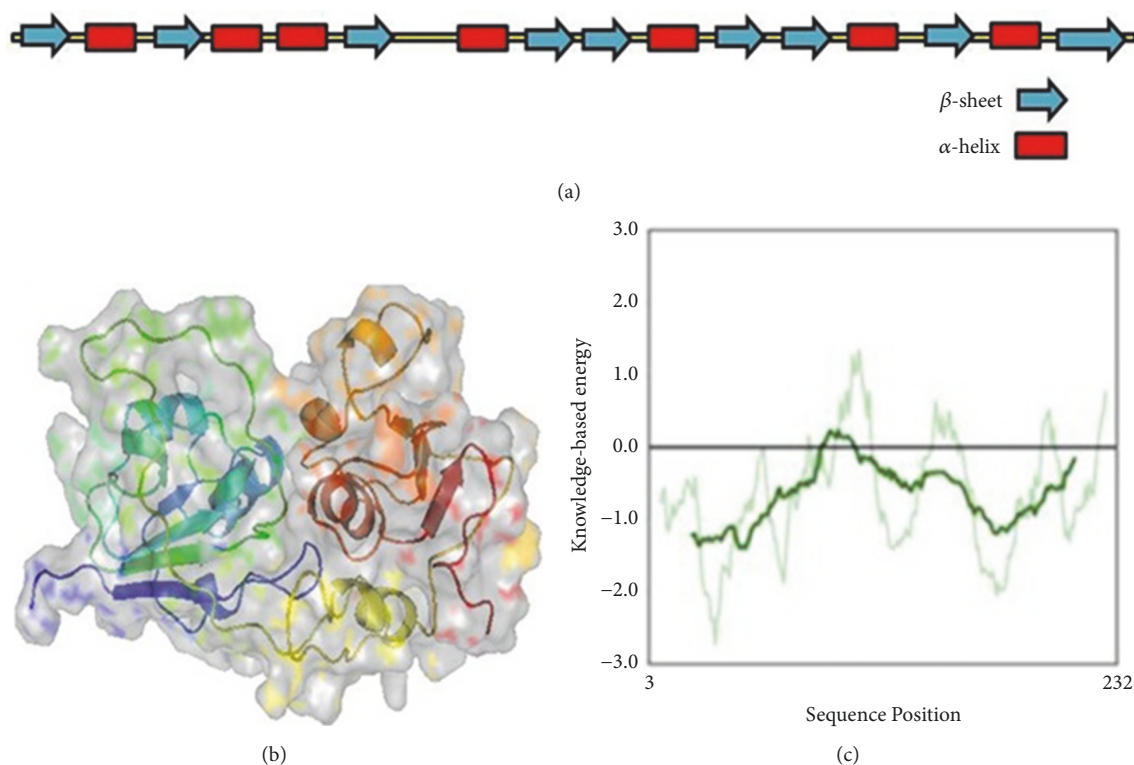 β-sheet
α-helix
(a)
3.0
2.0
1.0
0.0
−1.0
−2.0
−3.0
Knowledge-based energy
3
232
Sequence Position
(b)
(c)